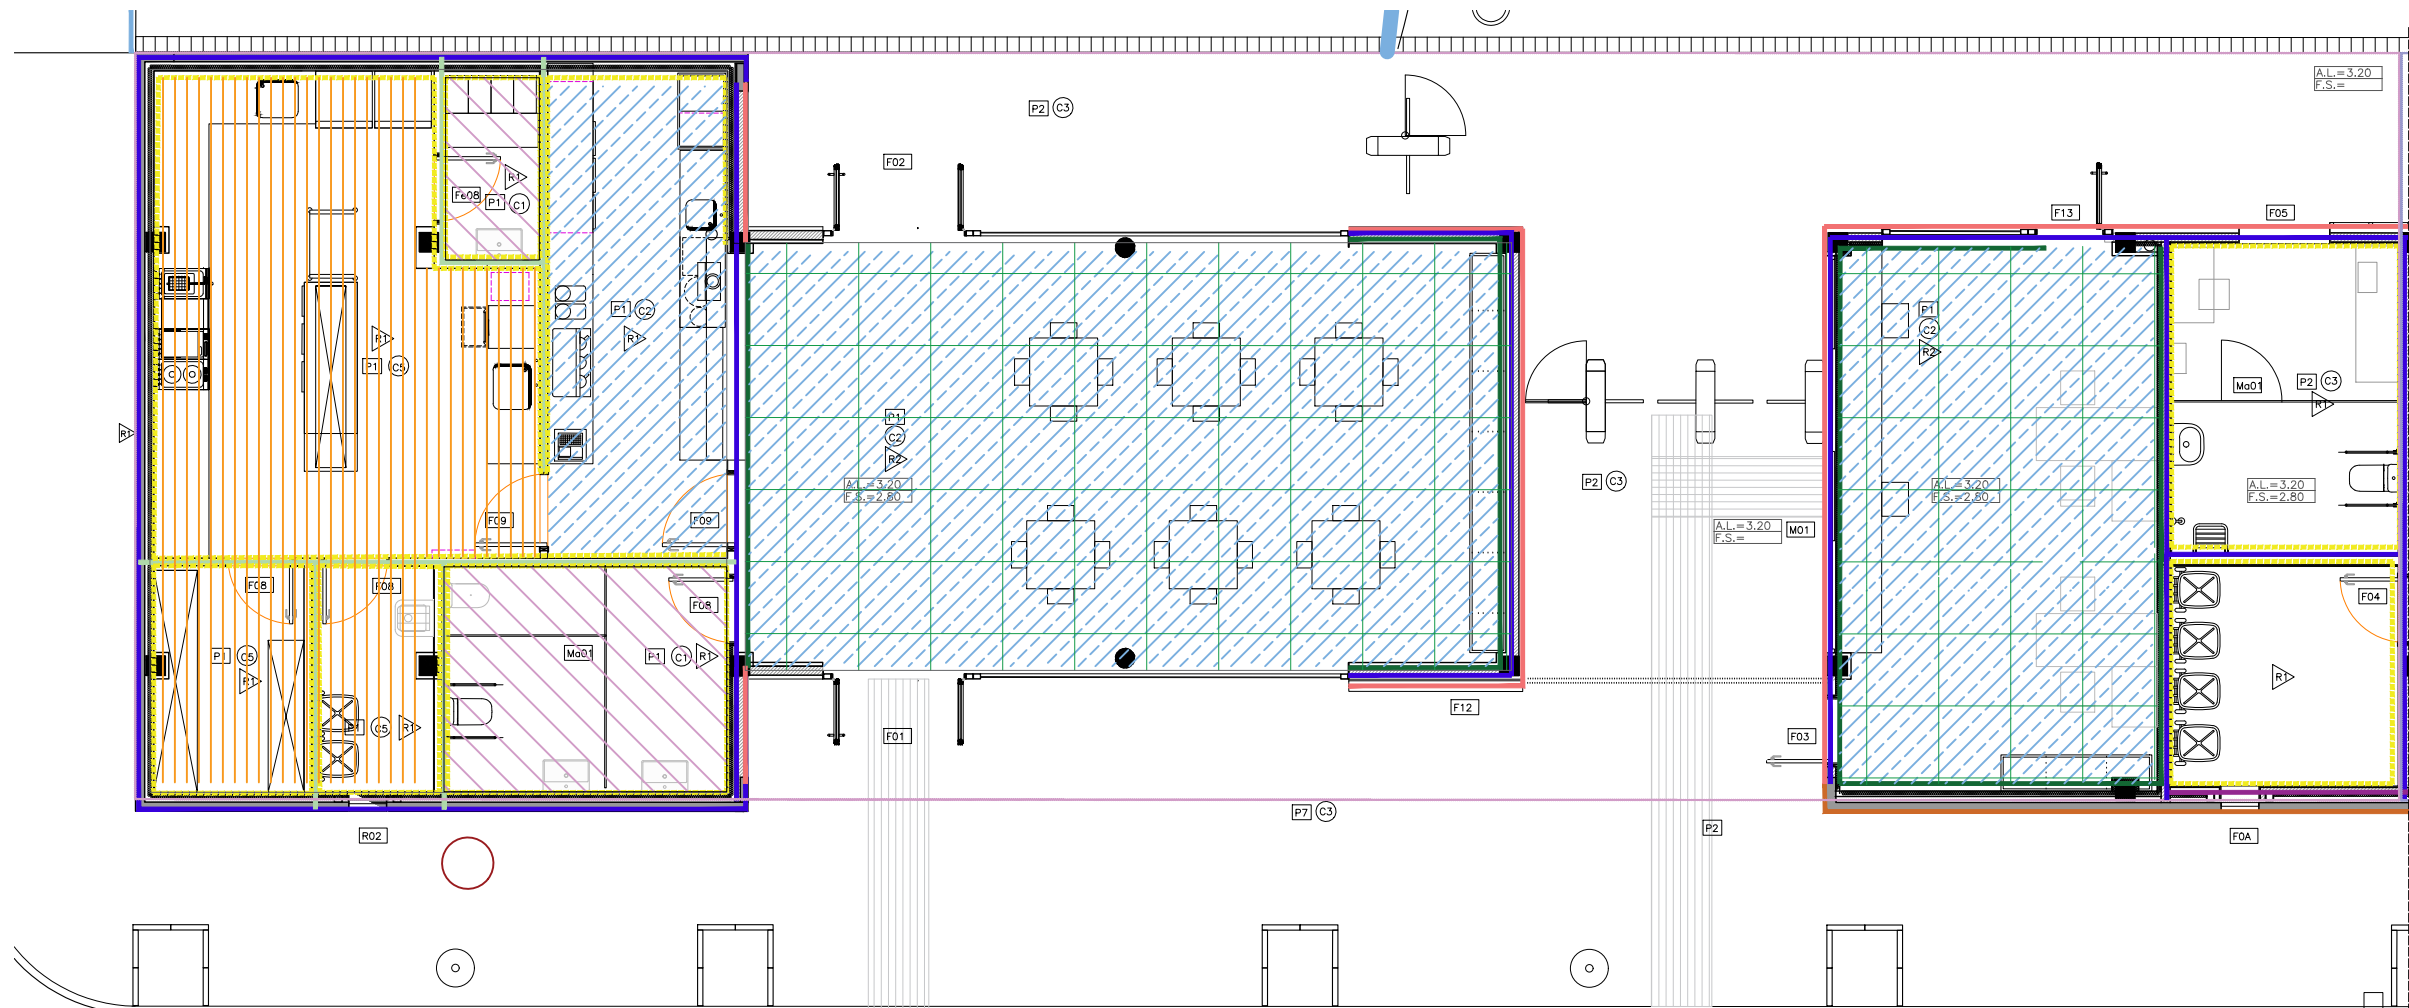 A.L.=3.20
F.S.=
P2 C3
F02
R1
Fe08
P1 C1
F13
F05
P1 C2
R1
P1
C2
R2
R1
P1 C5
Ma01
P2 C3
R1
P1
C2
R2
R1
A.L.=3.20
F.S.=2.80
P2 C3
A.L.=3.20
F.S.=2.80
A.L.=3.20
F.S.=2.80
F09
F09
A.L.=3.20
F.S.=
M01
F08
F08
F08
F04
P1 C5
R1
Ma01
P1 C1 R1
R1
P1 C5 R1
F12
F01
F03
P7 C3
P2
R02
F0A